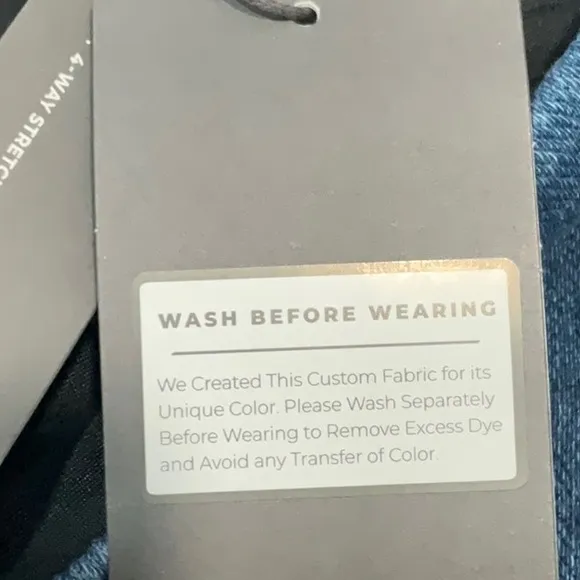 4-WAY STRETCH
WASH BEFORE WEARING
We Created This Custom Fabric for its
Unique Color. Please Wash Separately
Before Wearing to Remove Excess Dye
and Avoid any Transfer of Color.